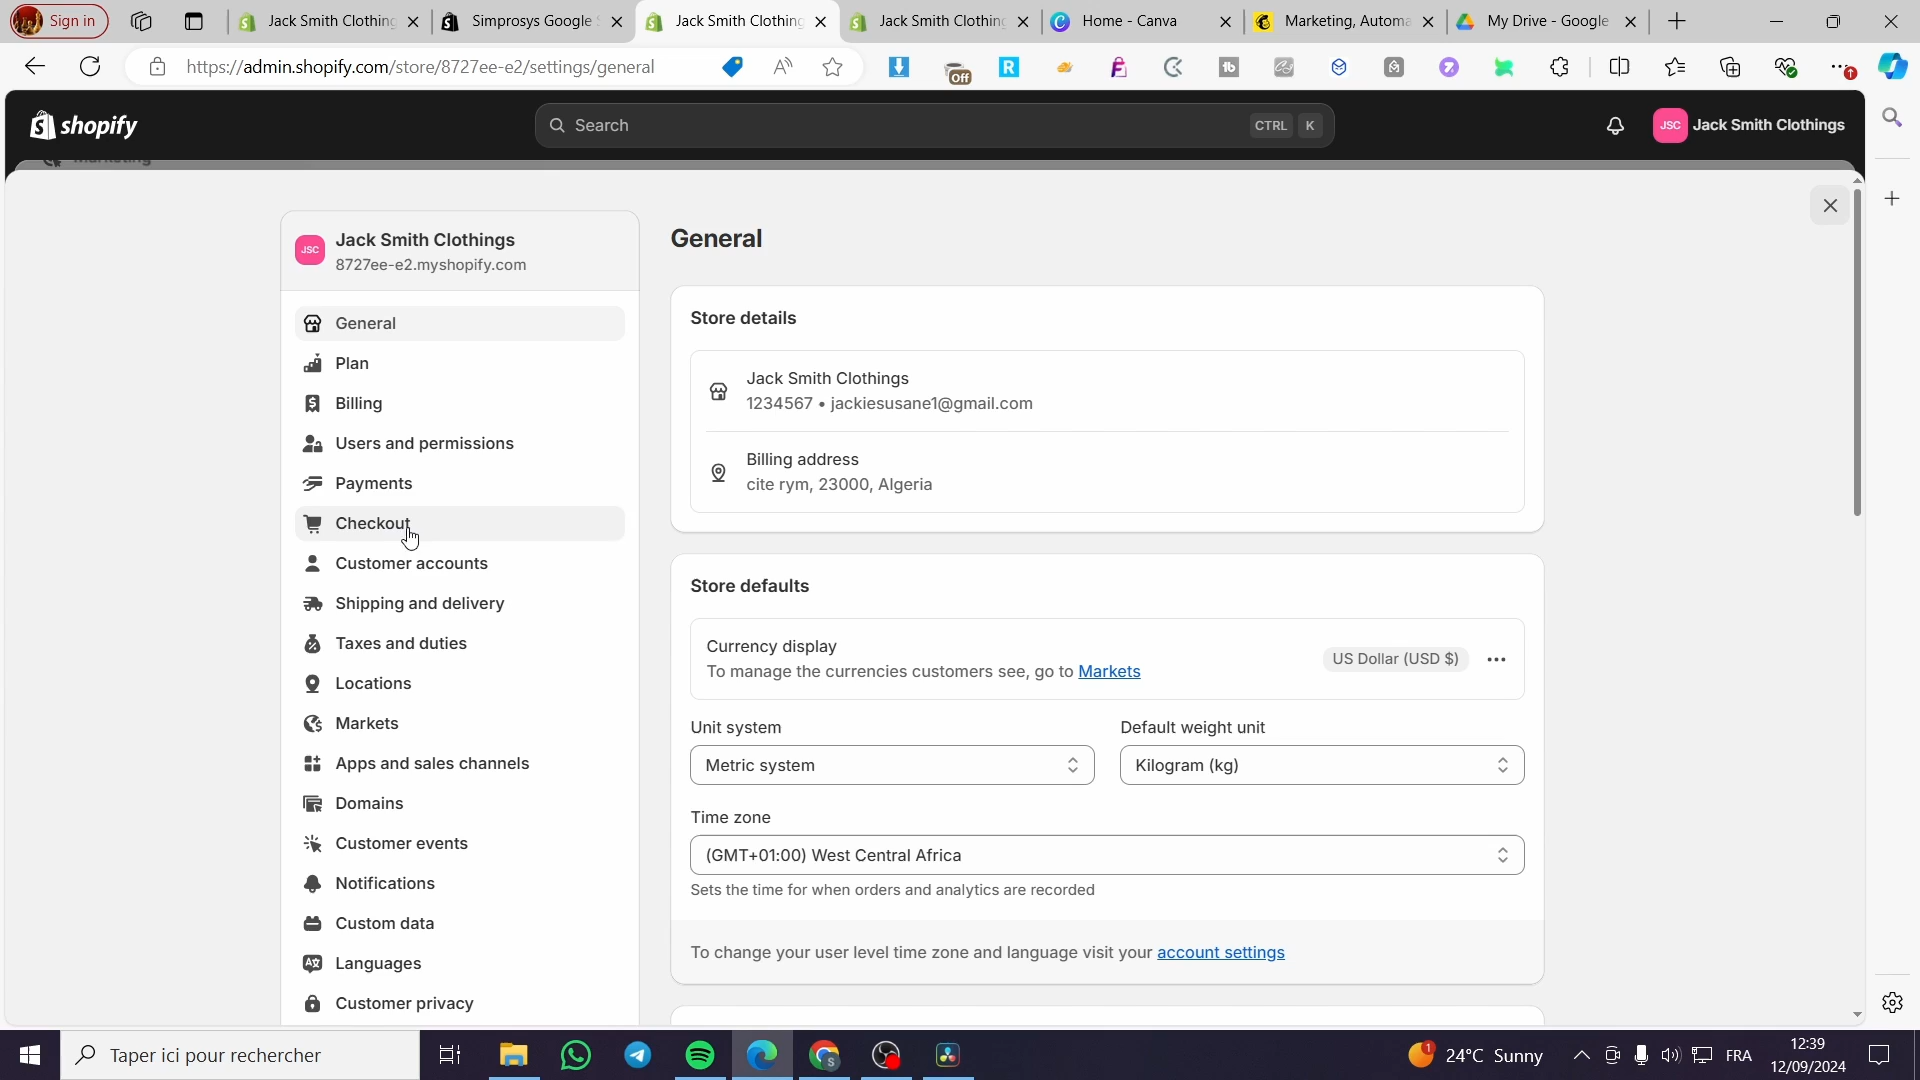 Sign in
Jack Smith Clothing
Simprosys Google S
Jack Smith Clothing
Jack Smith Clothing
Home - Canva
Marketing, Automa
My Drive - Google
https://admin.shopify.com/store/8727ee-e2/settings/general
Off
shopify
Search
CTRL K
JSC
Jack Smith Clothings
JSC
Jack Smith Clothings
8727ee-e2.myshopify.com
General
Plan
Billing
Users and permissions
Payments
Checkout
Customer accounts
Shipping and delivery
Taxes and duties
Locations
Markets
Apps and sales channels
Domains
Customer events
Notifications
Custom data
Languages
Customer privacy
General
Store details
Jack Smith Clothings
1234567 • jackiesusane1@gmail.com
Billing address
cite rym, 23000, Algeria
Store defaults
Currency display
To manage the currencies customers see, go to Markets
US Dollar (USD $)
Unit system
Default weight unit
Metric system
Kilogram (kg)
Time zone
(GMT+01:00) West Central Africa
Sets the time for when orders and analytics are recorded
To change your user level time zone and language visit your account settings
Taper ici pour rechercher
1
24°C Sunny
FRA
12:39
12/09/2024